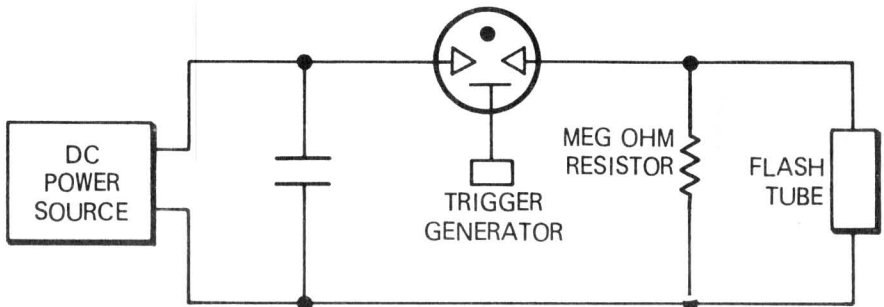 DC
POWER
SOURCE
TRIGGER
GENERATOR
MEG OHM
RESISTOR
FLASH
TUBE